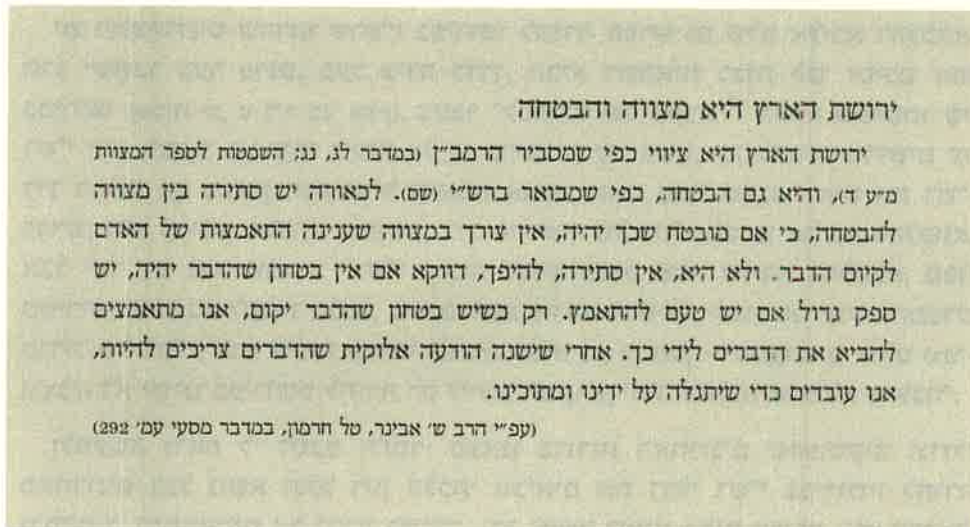 ירושת הארץ היא מצווה והבטחה
ירושת הארץ היא ציווי כפי שמסביר הרמב"ן (במדבר לג, נג; השמטות לספר המצוות
מ"ע ד), והיא גם הבטחה, כפי שמבואר ברש"י (שם). לכאורה יש סתירה בין מצווה
להבטחה, כי אם מובטח שכך יהיה, אין צורך במצווה שענינה התאמצות של האדם
לקיום הדבר. ולא היא, אין סתירה, להיפך, דווקא אם אין בטחון שהדבר יהיה, יש
ספק גדול אם יש טעם להתאמץ. רק כשיש בטחון שהדבר יקום, אנו מתאמצים
להביא את הדברים לידי כך. אחרי שישנה הודעה אלוקית שהדברים צריכים להיות,
אנו עובדים כדי שיתגלה על ידינו ומתוכינו.
(עפ"י הרב ש' אבינר, טל חרמון, במדבר מסעי עמ' 292)